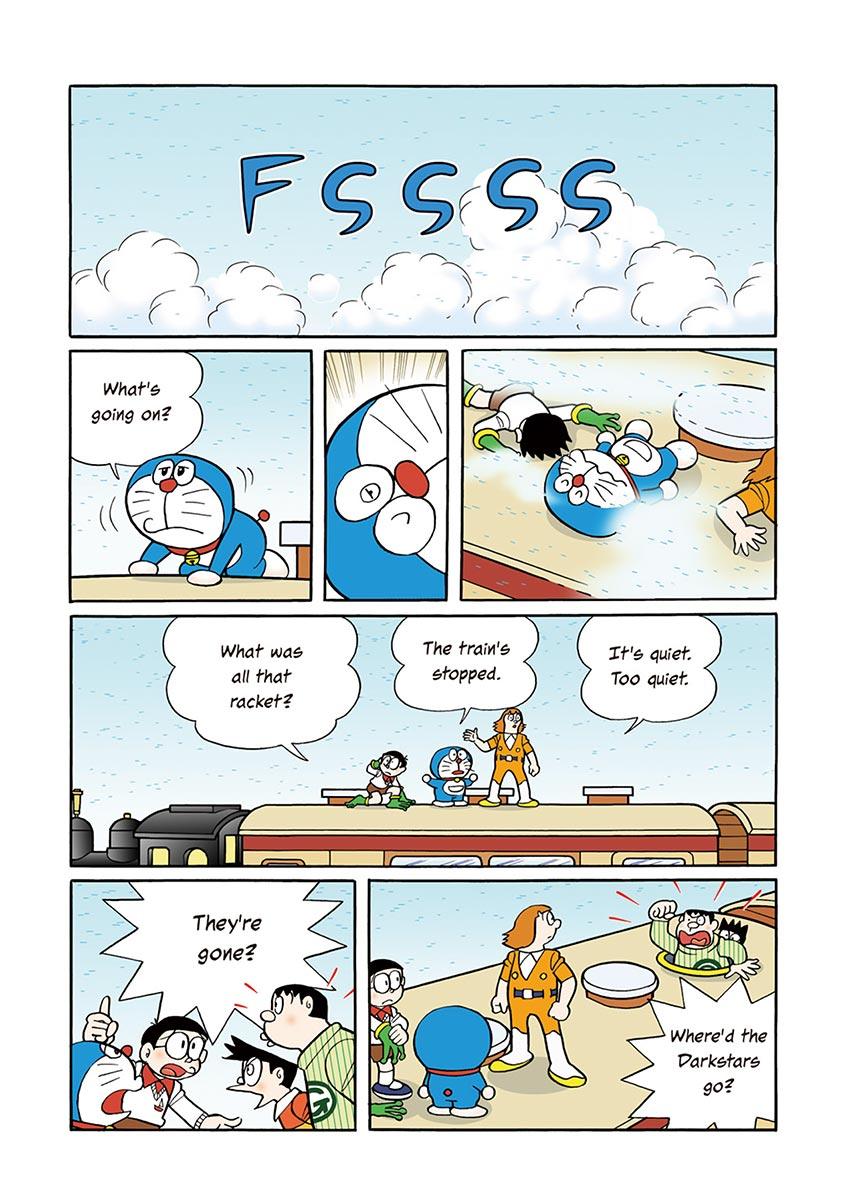 FSSSS
What's
going on?
It's quiet.
Too quiet.
The train's
stopped.
What was
all that
racket?
Where'd the
Darkstars
go?
They're
gone?
G